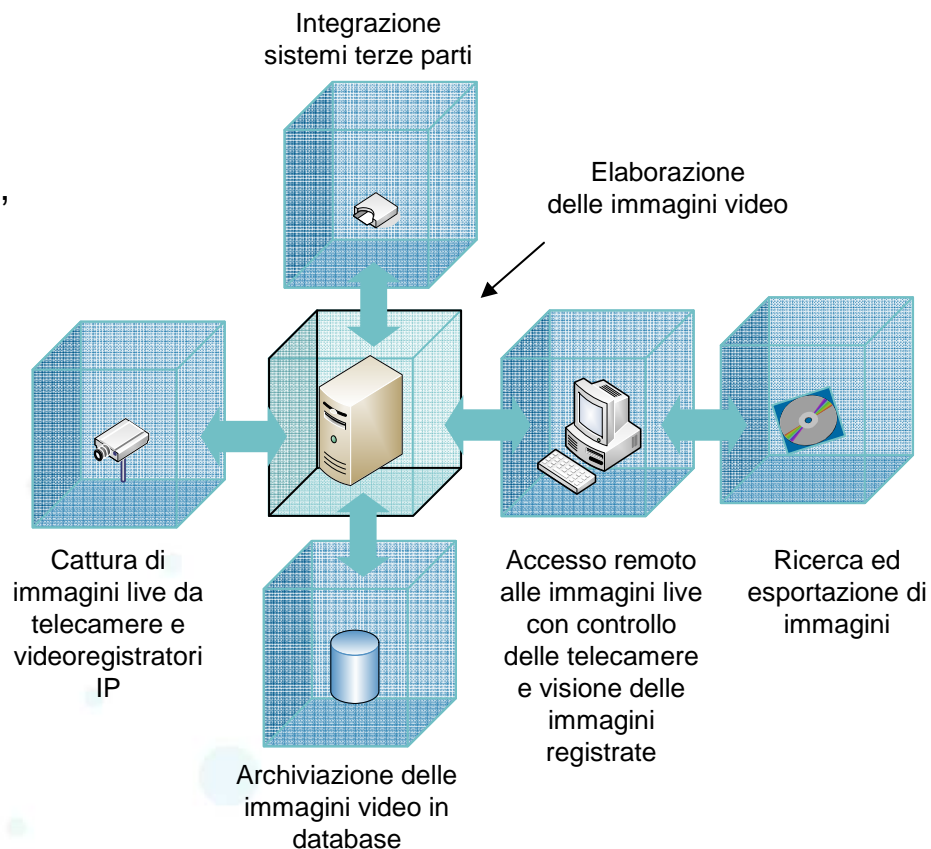 Integrazione
sistemi terze parti
,
Elaborazione
delle immagini video
Cattura di
immagini live da
telecamere e
videoregistratori
IP
Accesso remoto
alle immagini live
con controllo
delle telecamere
e visione delle
immagini
registrate
Ricerca ed
esportazione di
immagini
Archiviazione delle
immagini video in
database